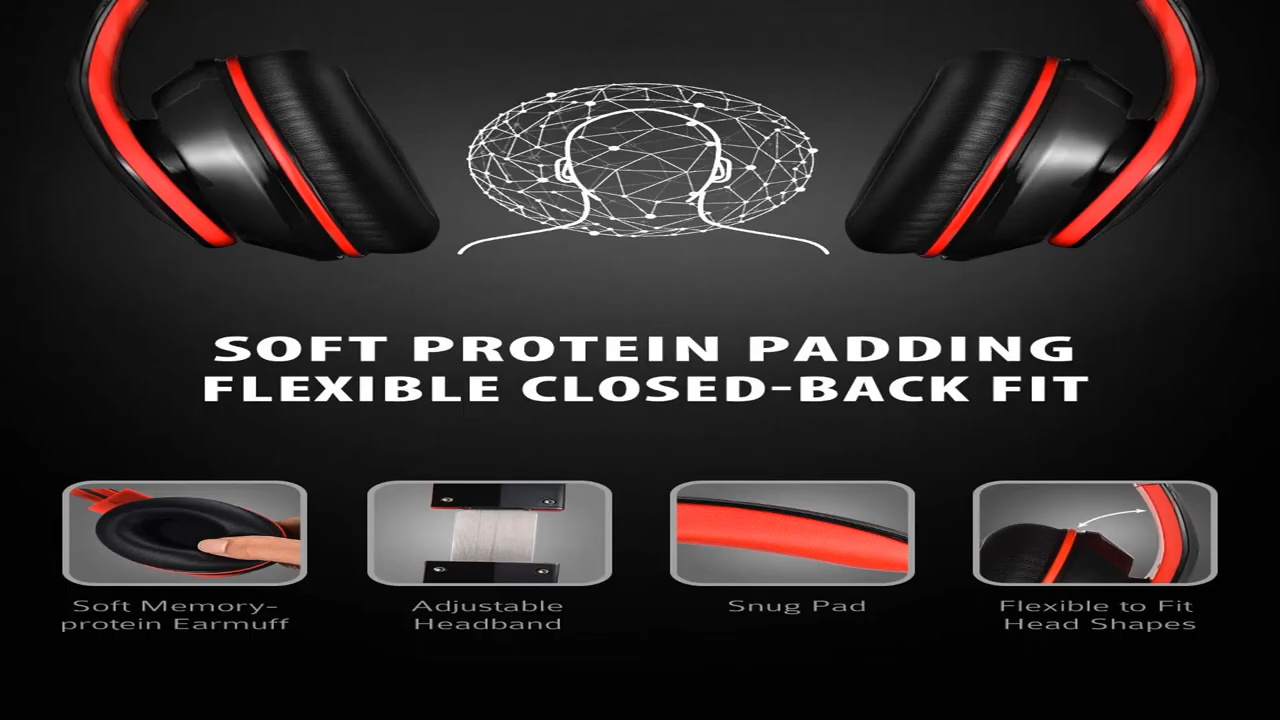 SOFT PROTEIN PADDING
FLEXIBLE CLOSED-BACK FIT
Soft Memory-
protein Earmuff
Adjustable
Headband
Snug Pad
Flexible to Fit
Head Shapes